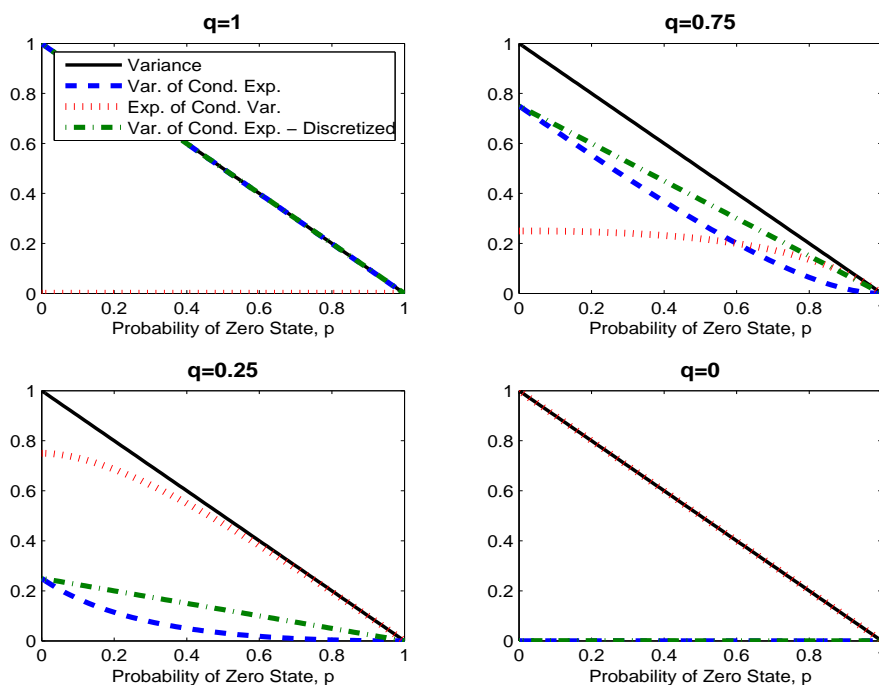 q=1
1
0.8
0.6
0.4
0.2
0
0 0.2 0.4 0.6 0.8 1
Probability of Zero State, p
Variance
Var. of Cond. Exp.
Exp. of Cond. Var.
Var. of Cond. Exp. – Discretized
q=0.75
1
0.8
0.6
0.4
0.2
0
0 0.2 0.4 0.6 0.8 1
Probability of Zero State, p
q=0.25
1
0.8
0.6
0.4
0.2
0
0 0.2 0.4 0.6 0.8 1
Probability of Zero State, p
q=0
1
0.8
0.6
0.4
0.2
0
0 0.2 0.4 0.6 0.8 1
Probability of Zero State, p